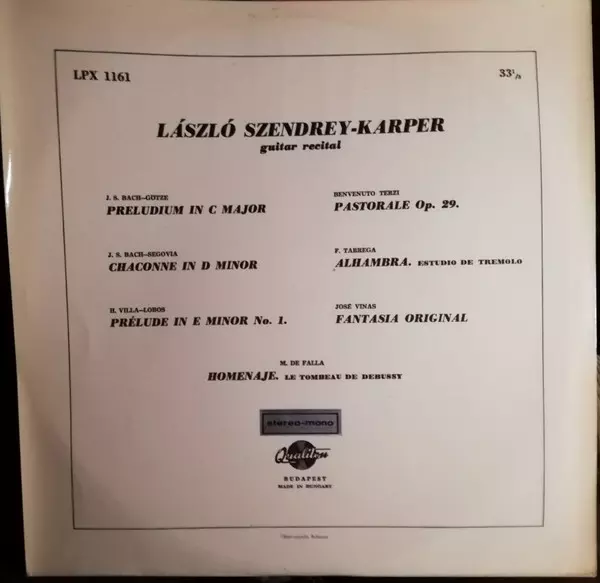 LPX 1161
33⅓
LÁSZLÓ SZENDREY-KARPER
guitar recital
J. S. BACH-GÖTZE
PRELUDIUM IN C MAJOR
J. S. BACH-SEGOVIA
CHACONNE IN D MINOR
H. VILLA-LOBOS
PRÉLUDE IN E MINOR No. 1.
BENVENUTO TERZI
PASTORALE Op. 29.
F. TARREGA
ALHAMBRA. ESTUDIO DE TREMOLO
JOSÉ VINAS
FANTASIA ORIGINAL
M. DE FALLA
HOMENAJE. LE TOMBEAU DE DEBUSSY
stereo-mono
Qualiton
BUDAPEST
MADE IN HUNGARY